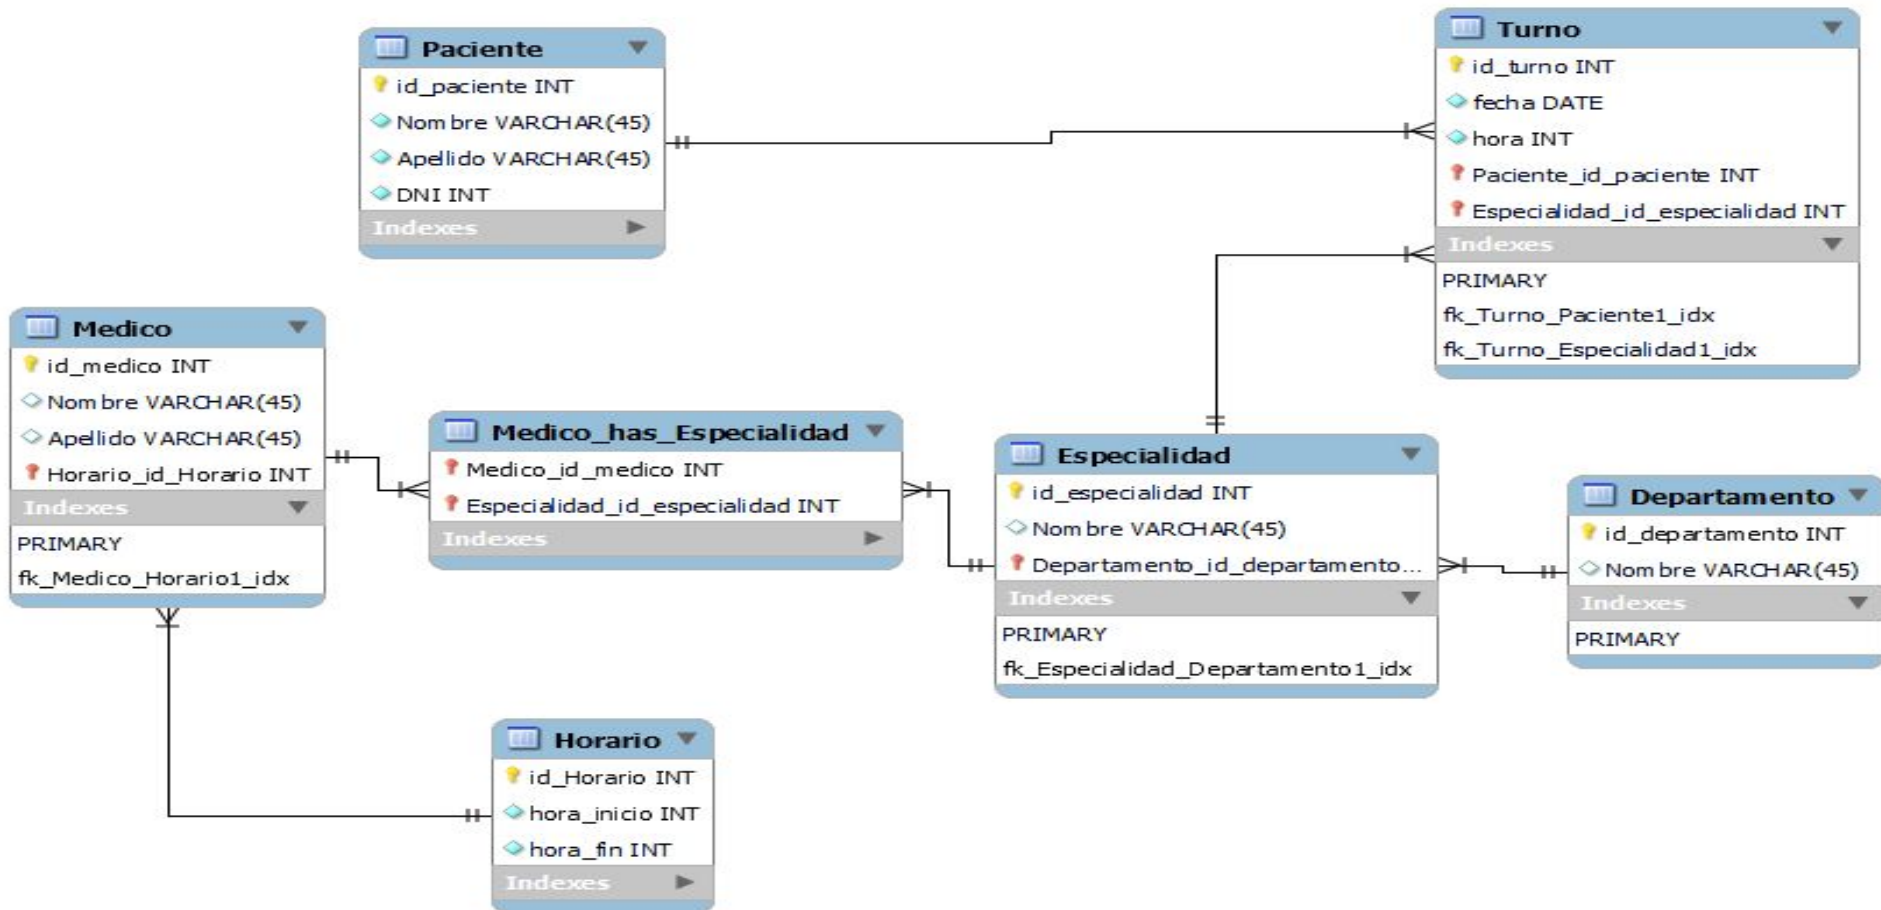 Paciente
id_paciente INT
Nombre VARCHAR(45)
Apellido VARCHAR(45)
DNI INT
Indexes
Turno
id_turno INT
fecha DATE
hora INT
Paciente_id_paciente INT
Especialidad_id_especialidad INT
Indexes
PRIMARY
fk_Turno_Paciente1_idx
fk_Turno_Especialidad1_idx
Medico
id_medico INT
Nombre VARCHAR(45)
Apellido VARCHAR(45)
Horario_id_Horario INT
Indexes
PRIMARY
fk_Medico_Horario1_idx
Medico_has_Especialidad
Medico_id_medico INT
Especialidad_id_especialidad INT
Indexes
Especialidad
id_especialidad INT
Nombre VARCHAR(45)
Departamento_id_departamento...
Indexes
PRIMARY
fk_Especialidad_Departamento1_idx
Departamento
id_departamento INT
Nombre VARCHAR(45)
Indexes
PRIMARY
Horario
id_Horario INT
hora_inicio INT
hora_fin INT
Indexes